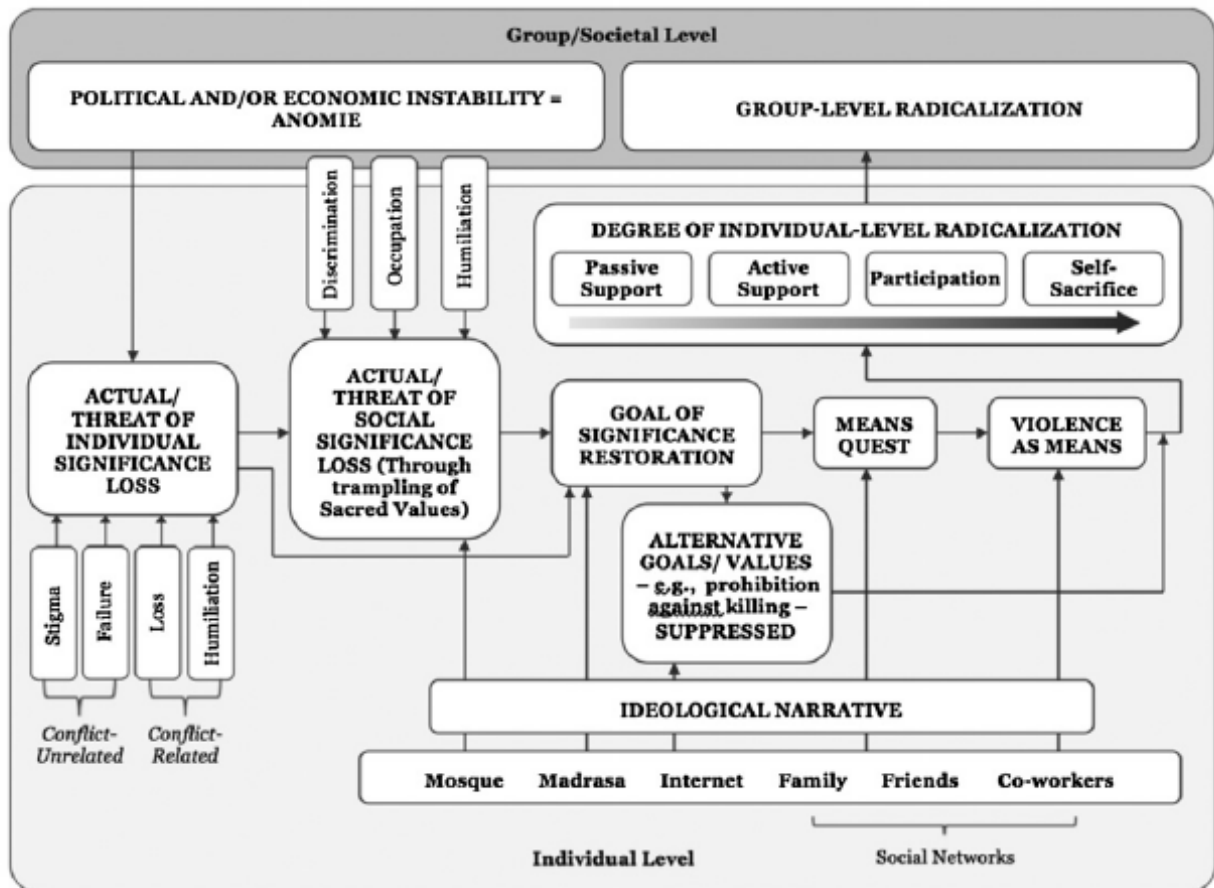 Group/Societal Level
POLITICAL AND/OR ECONOMIC INSTABILITY =
ANOMIE
GROUP-LEVEL RADICALIZATION
Discrimination
Occupation
Humiliation
DEGREE OF INDIVIDUAL-LEVEL RADICALIZATION
Passive
Support
Active
Support
Participation
Self-
Sacrifice
ACTUAL/
THREAT OF
INDIVIDUAL
SIGNIFICANCE
LOSS
ACTUAL/
THREAT OF
SOCIAL
SIGNIFICANCE
LOSS (Through
trampling of
Sacred Values)
GOAL OF
SIGNIFICANCE
RESTORATION
MEANS
QUEST
VIOLENCE
AS MEANS
ALTERNATIVE
GOALS/ VALUES
– e.g., prohibition
against killing –
SUPPRESSED
Stigma
Failure
Loss
Humiliation
Conflict-
Unrelated
Conflict-
Related
IDEOLOGICAL NARRATIVE
Mosque Madrasa Internet Family Friends Co-workers
Individual Level
Social Networks